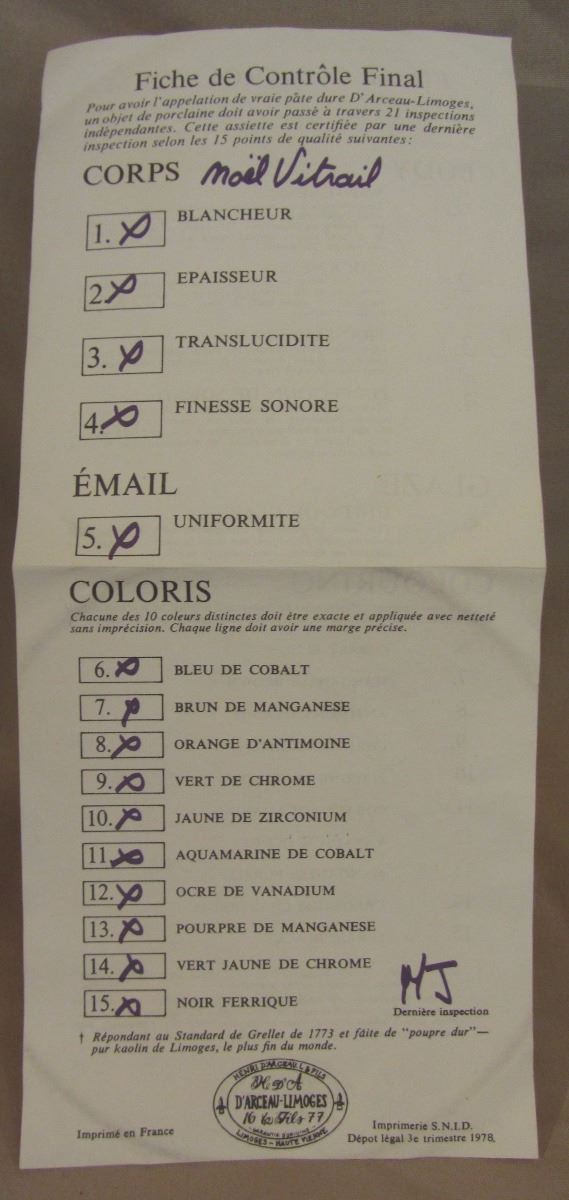 Fiche de Contrôle Final
Pour avoir l'appelation de vraie pâte dure D'Arceau-Limoges,
un objet de porclaine doit avoir passé à travers 21 inspections
indépendantes. Cette assiette est certifiée par une dernière
inspection selon les 15 points de qualité suivantes:
CORPS Noël Vitrail
1. BLANCHEUR
2. EPAISSEUR
3. TRANSLUCIDITE
4. FINESSE SONORE
ÉMAIL
5. UNIFORMITE
COLORIS
Chacune des 10 couleurs distinctes doit être exacte et appliquée avec netteté
sans imprécision. Chaque ligne doit avoir une marge précise.
6. BLEU DE COBALT
7. BRUN DE MANGANESE
8. ORANGE D'ANTIMOINE
9. VERT DE CHROME
10. JAUNE DE ZIRCONIUM
11. AQUAMARINE DE COBALT
12. OCRE DE VANADIUM
13. POURPRE DE MANGANESE
14. VERT JAUNE DE CHROME
15. NOIR FERRIQUE
MJ
Dernière inspection
† Répondant au Standard de Grellet de 1773 et fâite de "poupre dur"—
pur kaolin de Limoges, le plus fin du monde.
HENRI D'ARCEAU & FILS
H D'A
D'ARCEAU-LIMOGES
16 & Fils 77
LIMOGES - HAUTE VIENNE
Imprimé en France
Imprimerie S.N.I.D.
Dépot légal 3e trimestre 1978.